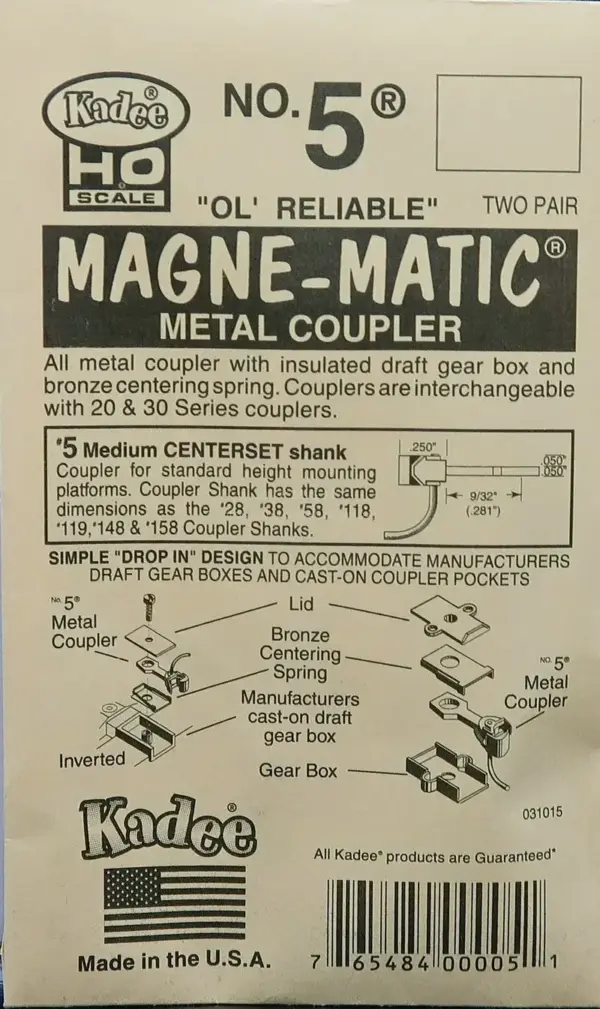 Kadee®
NO. 5®
HO
SCALE
"OL' RELIABLE"
TWO PAIR
MAGNE-MATIC®
METAL COUPLER
All metal coupler with insulated draft gear box and
bronze centering spring. Couplers are interchangeable
with 20 & 30 Series couplers.
#5 Medium CENTERSET shank
Coupler for standard height mounting
platforms. Coupler Shank has the same
dimensions as the #28, #38, #58, #118,
#119, #148 & #158 Coupler Shanks.
.250"
.050"
.050"
9/32"
(.281")
SIMPLE "DROP IN" DESIGN TO ACCOMMODATE MANUFACTURERS
DRAFT GEAR BOXES AND CAST-ON COUPLER POCKETS
No. 5®
Metal
Coupler
Lid
Bronze
Centering
Spring
Manufacturers
cast-on draft
gear box
Inverted
Gear Box
NO. 5®
Metal
Coupler
031015
Kadee®
All Kadee® products are Guaranteed*
Made in the U.S.A.
7 65484 00005 1